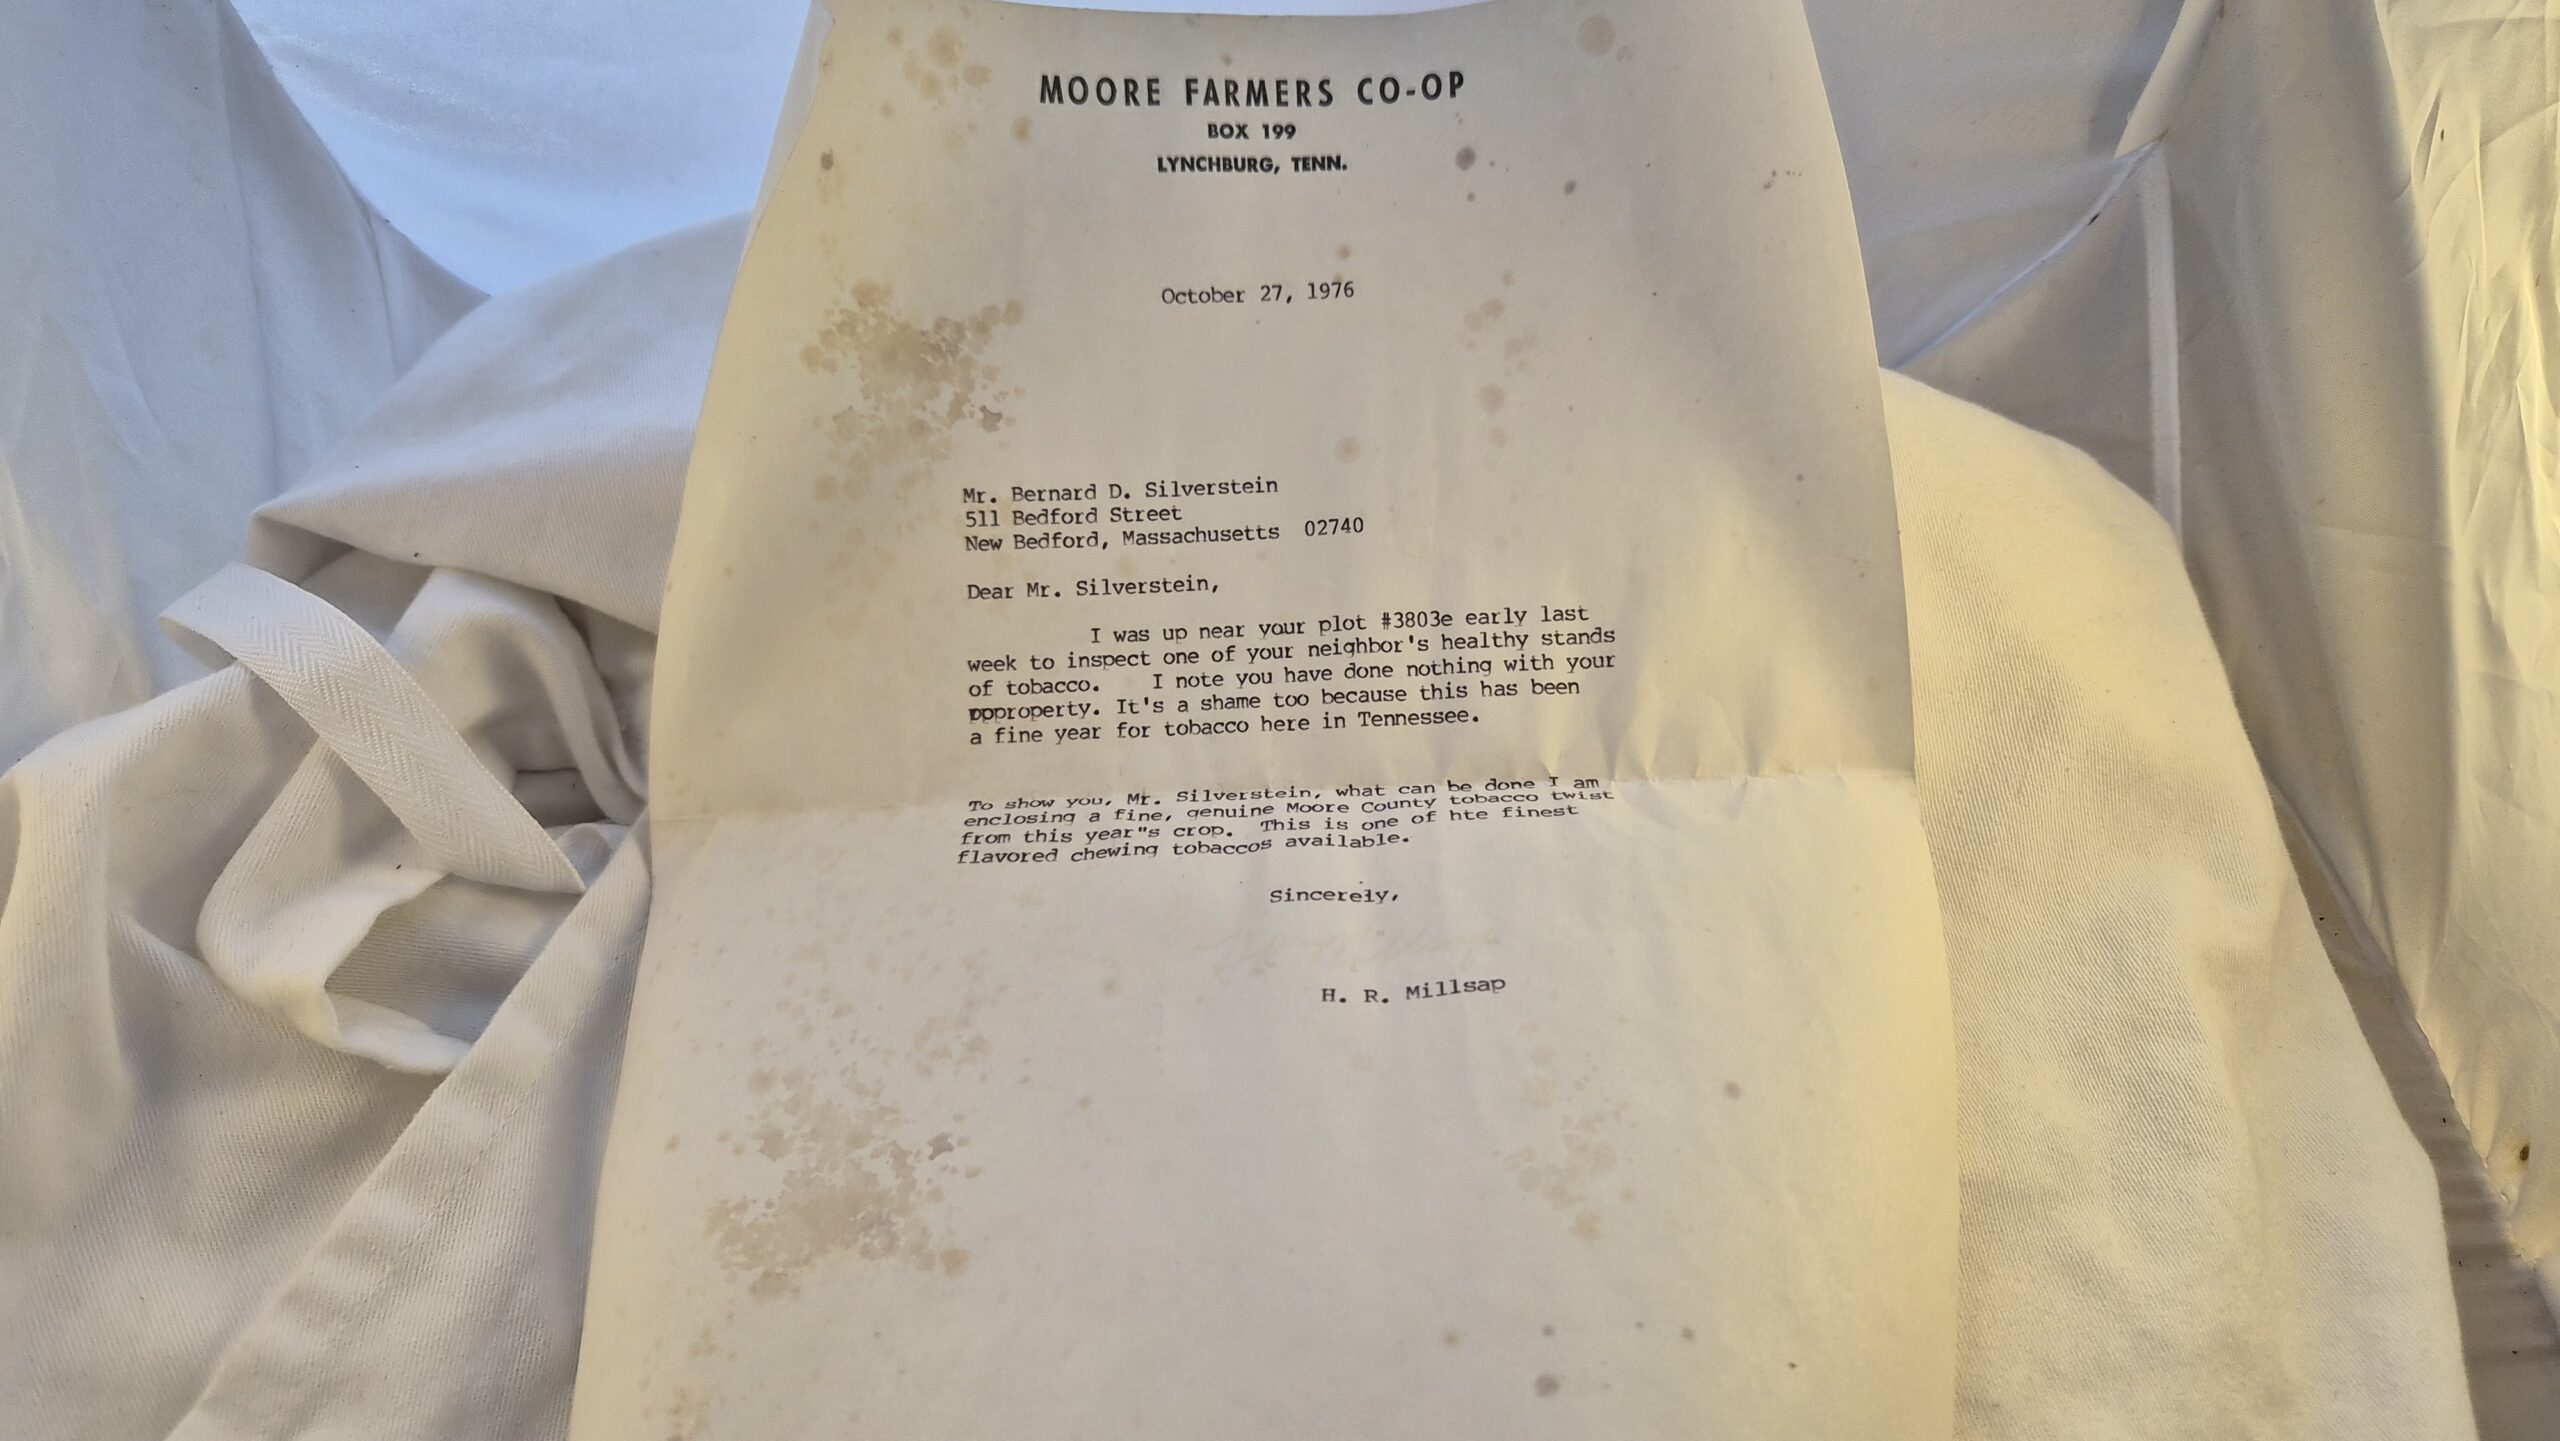 MOORE FARMERS CO-OP
BOX 199
LYNCHBURG, TENN.
October 27, 1976
Mr. Bernard D. Silverstein
511 Bedford Street
New Bedford, Massachusetts 02740
Dear Mr. Silverstein,
I was up near your plot #3803e early last
week to inspect one of your neighbor's healthy stands
of tobacco. I note you have done nothing with your
ppproperty. It's a shame too because this has been
a fine year for tobacco here in Tennessee.
To show you, Mr. Silverstein, what can be done I am
enclosing a fine, genuine Moore County tobacco twist
from this year"s crop. This is one of hte finest
flavored chewing tobaccos available.
Sincerely,
Millsap
H. R. Millsap